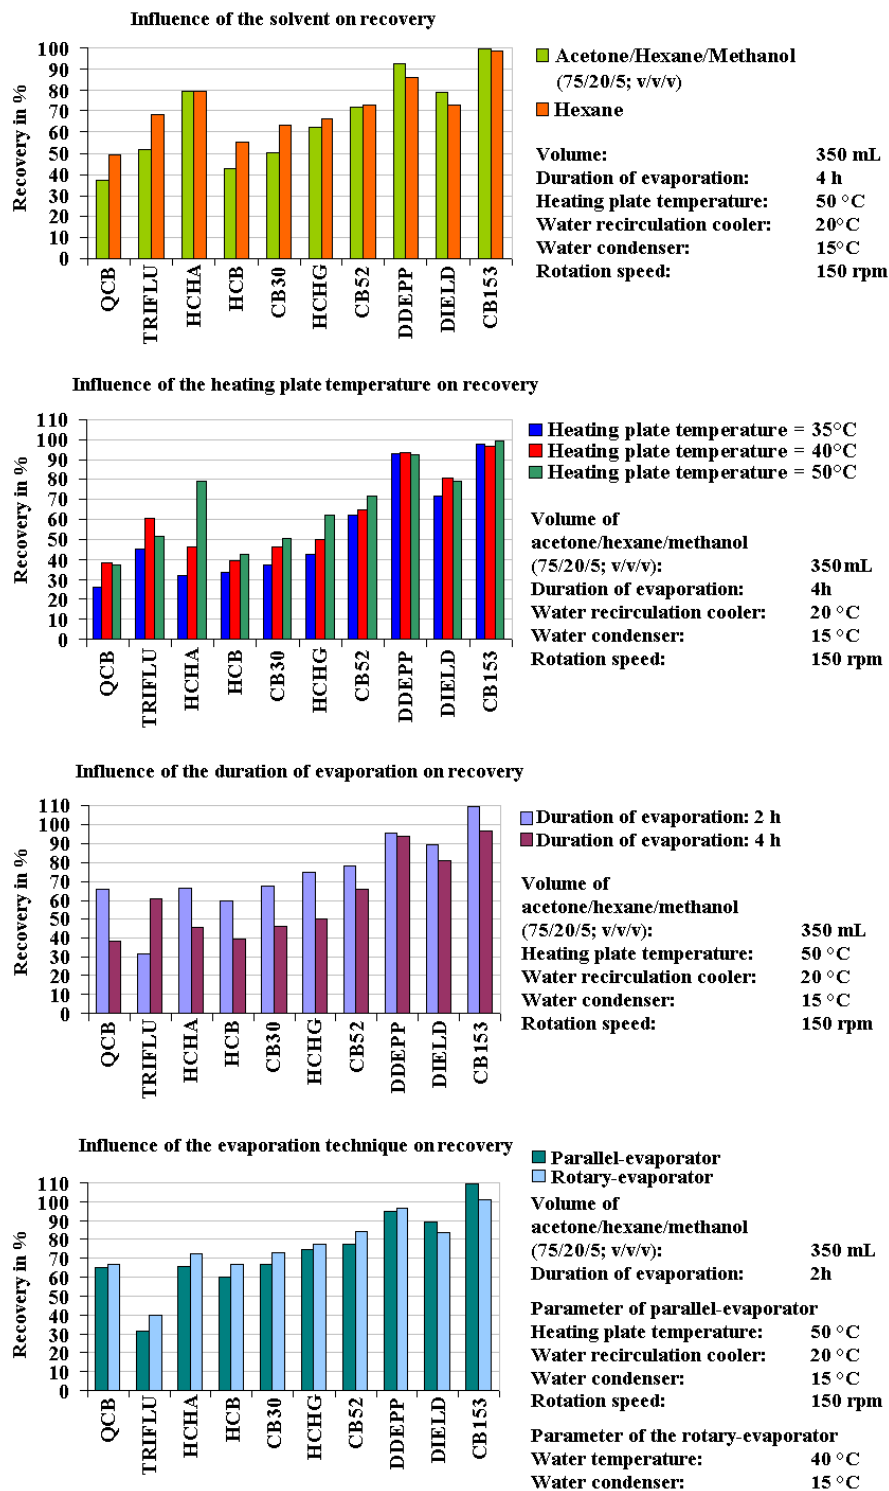 Influence of the solvent on recovery
Recovery in %
100
90
80
70
60
50
40
30
20
10
0
QCB
TRIFLU
HCHA
HCB
CB30
HCHG
CB52
DDEPP
DIELD
CB153
Acetone/Hexane/Methanol
(75/20/5; v/v/v)
Hexane
Volume: 350 mL
Duration of evaporation: 4 h
Heating plate temperature: 50 °C
Water recirculation cooler: 20°C
Water condenser: 15°C
Rotation speed: 150 rpm
Influence of the heating plate temperature on recovery
Recovery in %
110
100
90
80
70
60
50
40
30
20
10
0
QCB
TRIFLU
HCHA
HCB
CB30
HCHG
CB52
DDEPP
DIELD
CB153
Heating plate temperature = 35°C
Heating plate temperature = 40°C
Heating plate temperature = 50°C
Volume of
acetone/hexane/methanol
(75/20/5; v/v/v): 350 mL
Duration of evaporation: 4h
Water recirculation cooler: 20 °C
Water condenser: 15 °C
Rotation speed: 150 rpm
Influence of the duration of evaporation on recovery
Recovery in %
110
100
90
80
70
60
50
40
30
20
10
0
QCB
TRIFLU
HCHA
HCB
CB30
HCHG
CB52
DDEPP
DIELD
CB153
Duration of evaporation: 2 h
Duration of evaporation: 4 h
Volume of
acetone/hexane/methanol
(75/20/5; v/v/v): 350 mL
Heating plate temperature: 50 °C
Water recirculation cooler: 20 °C
Water condenser: 15 °C
Rotation speed: 150 rpm
Influence of the evaporation technique on recovery
Recovery in %
110
100
90
80
70
60
50
40
30
20
10
0
QCB
TRIFLU
HCHA
HCB
CB30
HCHG
CB52
DDEPP
DIELD
CB153
Parallel-evaporator
Rotary-evaporator
Volume of
acetone/hexane/methanol
(75/20/5; v/v/v): 350 mL
Duration of evaporation: 2h
Parameter of parallel-evaporator
Heating plate temperature: 50 °C
Water recirculation cooler: 20 °C
Water condenser: 15 °C
Rotation speed: 150 rpm
Parameter of the rotary-evaporator
Water temperature: 40 °C
Water condenser: 15 °C